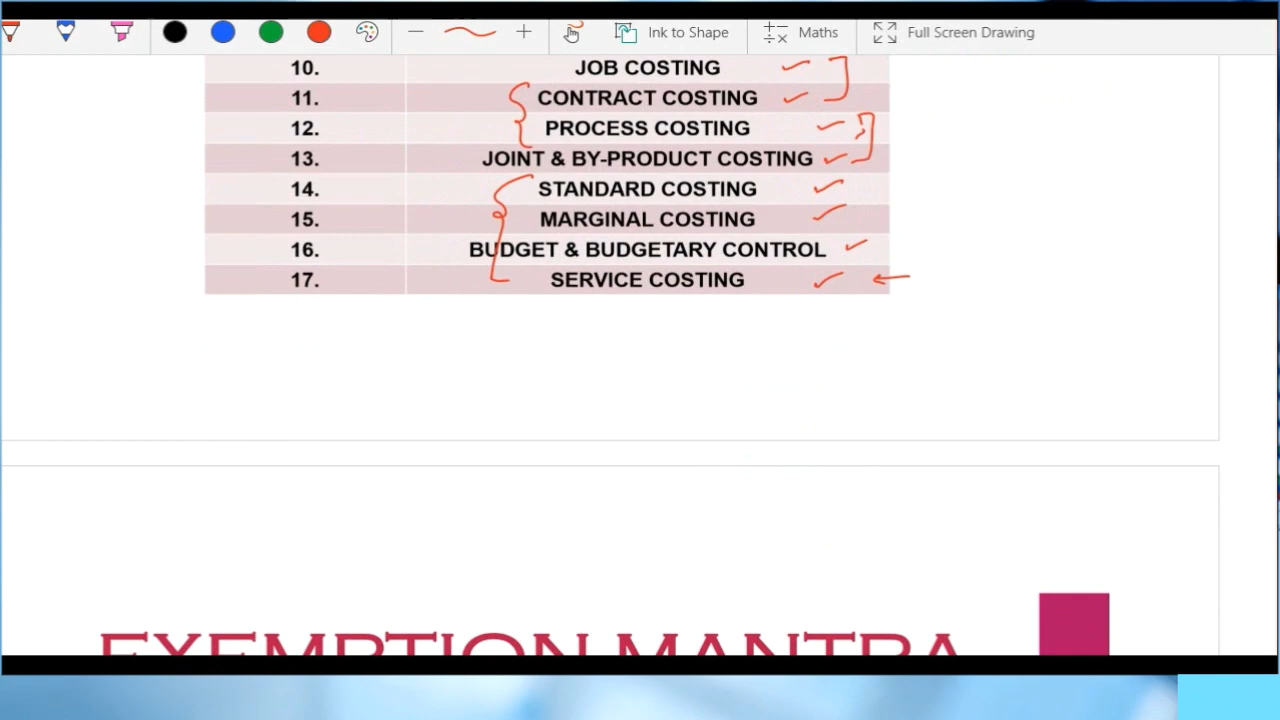 Ink to Shape Maths Full Screen Drawing
10. JOB COSTING
11. CONTRACT COSTING
12. PROCESS COSTING
13. JOINT & BY-PRODUCT COSTING
14. STANDARD COSTING
15. MARGINAL COSTING
16. BUDGET & BUDGETARY CONTROL
17. SERVICE COSTING
EXEMPTION MANTRA